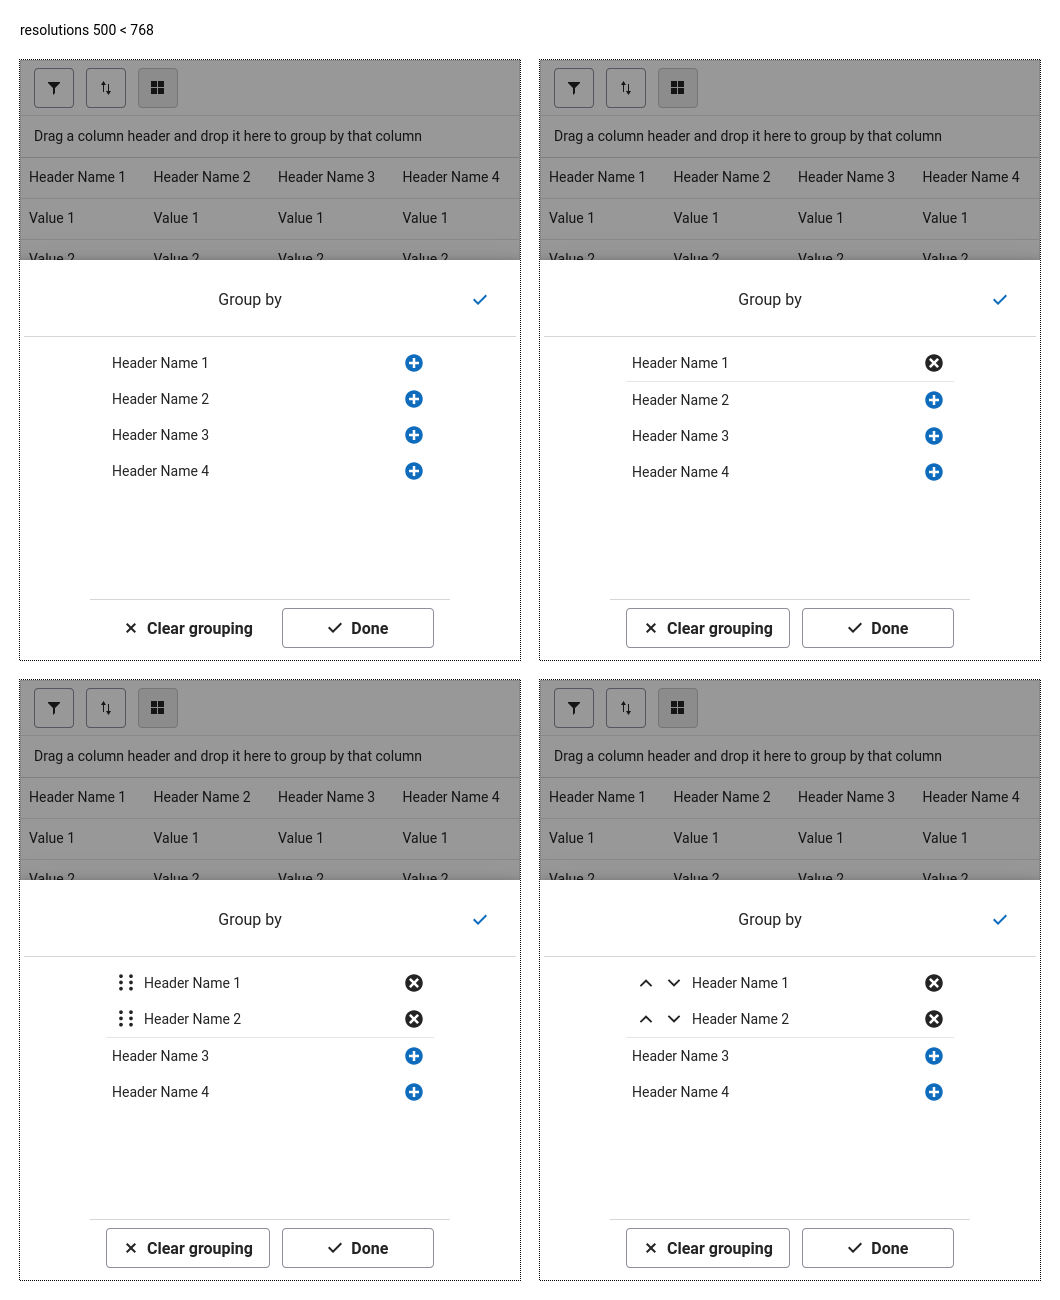 resolutions 500 < 768
Drag a column header and drop it here to group by that column
Header Name 1 Header Name 2 Header Name 3 Header Name 4
Value 1 Value 1 Value 1 Value 1
Value 2 Value 2 Value 2 Value 2
Group by
Header Name 1
Header Name 2
Header Name 3
Header Name 4
Clear grouping Done
Drag a column header and drop it here to group by that column
Header Name 1 Header Name 2 Header Name 3 Header Name 4
Value 1 Value 1 Value 1 Value 1
Value 2 Value 2 Value 2 Value 2
Group by
Header Name 1
Header Name 2
Header Name 3
Header Name 4
Clear grouping Done
Drag a column header and drop it here to group by that column
Header Name 1 Header Name 2 Header Name 3 Header Name 4
Value 1 Value 1 Value 1 Value 1
Value 2 Value 2 Value 2 Value 2
Group by
Header Name 1
Header Name 2
Header Name 3
Header Name 4
Clear grouping Done
Drag a column header and drop it here to group by that column
Header Name 1 Header Name 2 Header Name 3 Header Name 4
Value 1 Value 1 Value 1 Value 1
Value 2 Value 2 Value 2 Value 2
Group by
Header Name 1
Header Name 2
Header Name 3
Header Name 4
Clear grouping Done